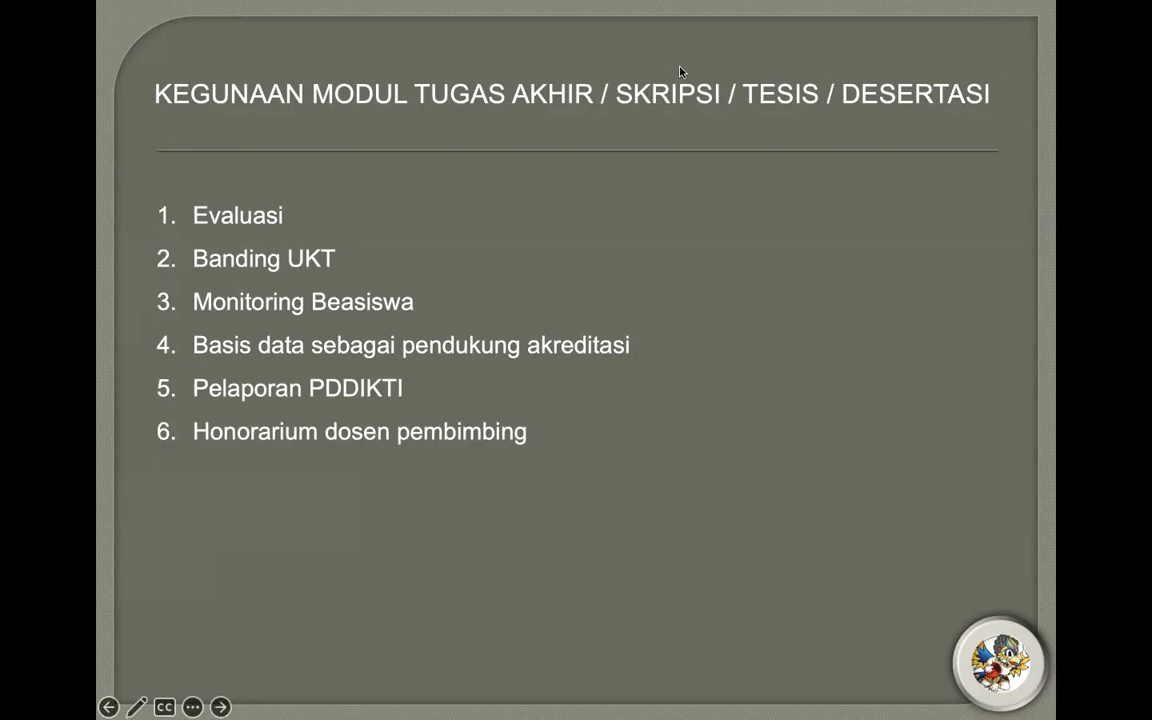 KEGUNAAN MODUL TUGAS AKHIR / SKRIPSI / TESIS / DESERTASI
1. Evaluasi
2. Banding UKT
3. Monitoring Beasiswa
4. Basis data sebagai pendukung akreditasi
5. Pelaporan PDDIKTI
6. Honorarium dosen pembimbing
CC